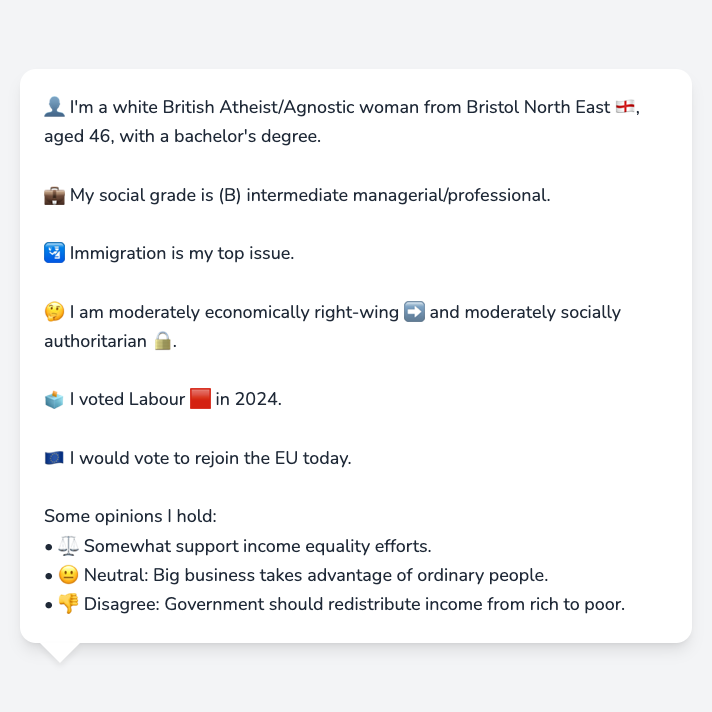 👤 I'm a white British Atheist/Agnostic woman from Bristol North East 🏴󠁧󠁢󠁥󠁮󠁧󠁿,
aged 46, with a bachelor's degree.
💼 My social grade is (B) intermediate managerial/professional.
🛂 Immigration is my top issue.
🤔 I am moderately economically right-wing ➡️ and moderately socially
authoritarian 🔒.
🗳️ I voted Labour 🟥 in 2024.
🇪🇺 I would vote to rejoin the EU today.
Some opinions I hold:
• ⚖️ Somewhat support income equality efforts.
• 😐 Neutral: Big business takes advantage of ordinary people.
• 👎 Disagree: Government should redistribute income from rich to poor.